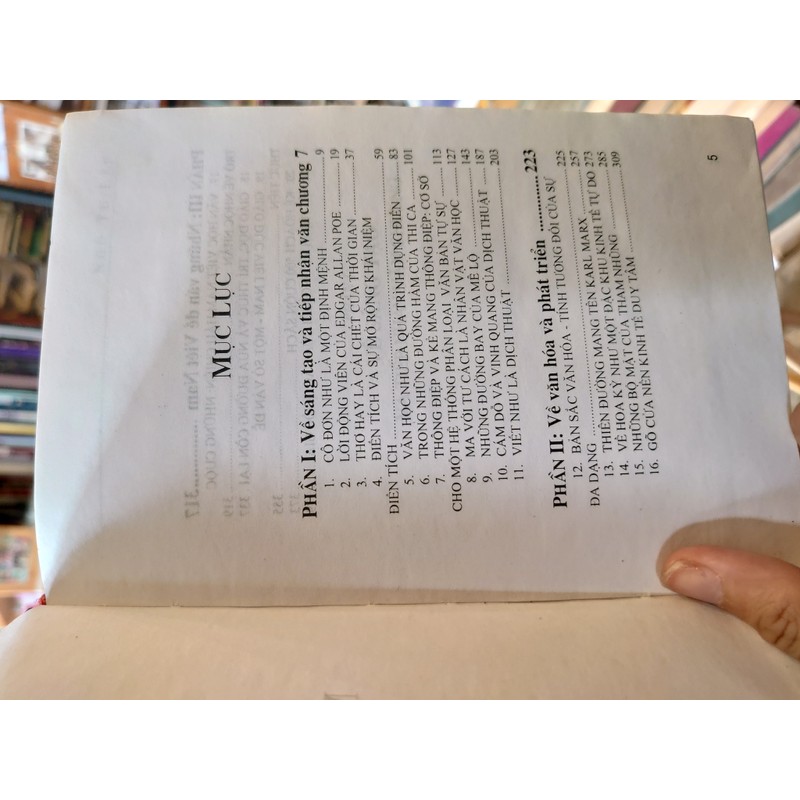 MỤC LỤC
PHẦN I: Về sáng tạo và tiếp nhận văn chương 7
1. CÔ ĐƠN NHƯ LÀ MỘT ĐỊNH MỆNH 9
2. LỜI ĐỘNG VIÊN CỦA EDGAR ALLAN POE 19
3. THƠ HAY LÀ CÁI CHẾT CỦA THỜI GIAN 37
4. ĐIỂN TÍCH VÀ SỰ MỞ RỘNG KHÁI NIỆM
ĐIỂN TÍCH 59
5. VĂN HỌC NHƯ LÀ QUÁ TRÌNH DỤNG ĐIỂN 83
6. TRONG NHỮNG ĐƯỜNG HẦM CỦA THI CA 101
7. THÔNG ĐIỆP VÀ KẺ MANG THÔNG ĐIỆP: CƠ SỞ
CHO MỘT HỆ THỐNG PHÂN LOẠI VĂN BẢN TỰ SỰ 113
8. MA VỚI TƯ CÁCH LÀ NHÂN VẬT VĂN HỌC 127
9. NHỮNG ĐƯỜNG BAY CỦA MÊ LỘ 143
10. CÁM DỖ VÀ VINH QUANG CỦA DỊCH THUẬT 187
11. VIẾT NHƯ LÀ DỊCH THUẬT 203
PHẦN II: Về văn hóa và phát triển 223
12. BẢN SẮC VĂN HÓA - TÍNH TƯƠNG ĐỐI CỦA SỰ
ĐA DẠNG 225
13. THIÊN ĐƯỜNG MANG TÊN KARL MARX 257
14. VỀ HOA KỲ NHƯ MỘT ĐẶC KHU KINH TẾ TỰ DO 273
15. NHỮNG BỘ MẶT CỦA THAM NHŨNG 285
16. GÕ CỬA NỀN KINH TẾ DUY TÂM 309
5